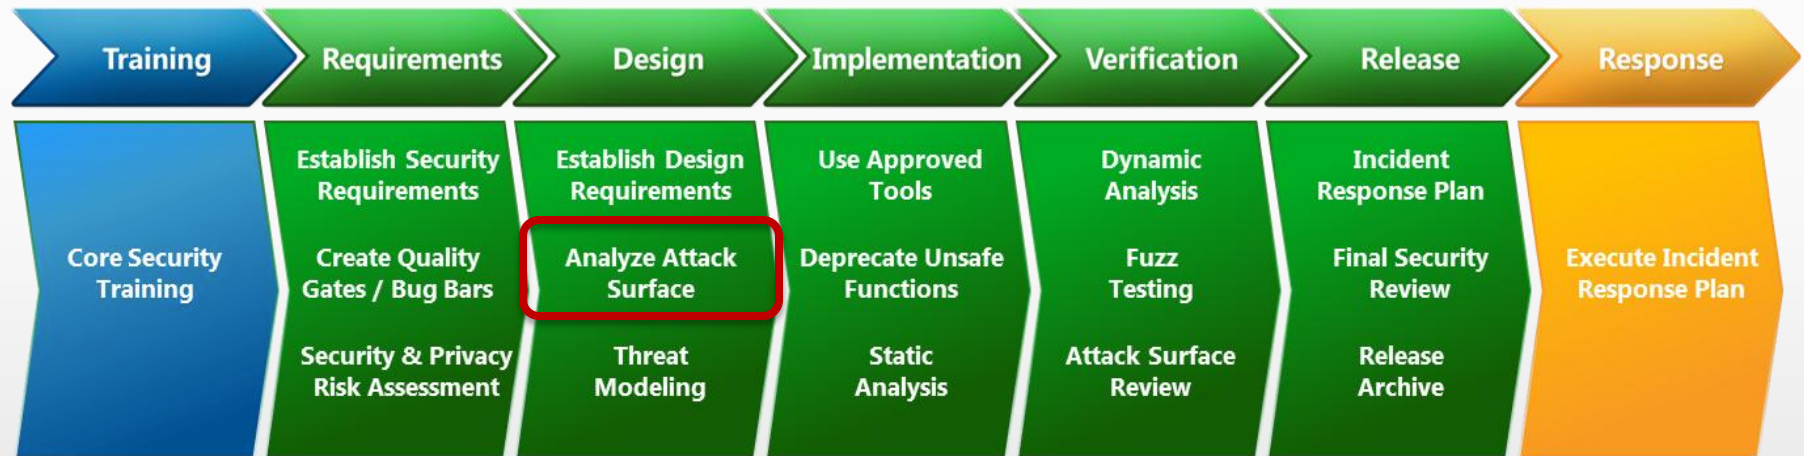 Training
Requirements
Design
Implementation
Verification
Release
Response
Core Security
Training
Establish Security
Requirements
Create Quality
Gates / Bug Bars
Security & Privacy
Risk Assessment
Establish Design
Requirements
Analyze Attack
Surface
Threat
Modeling
Use Approved
Tools
Deprecate Unsafe
Functions
Static
Analysis
Dynamic
Analysis
Fuzz
Testing
Attack Surface
Review
Incident
Response Plan
Final Security
Review
Release
Archive
Execute Incident
Response Plan